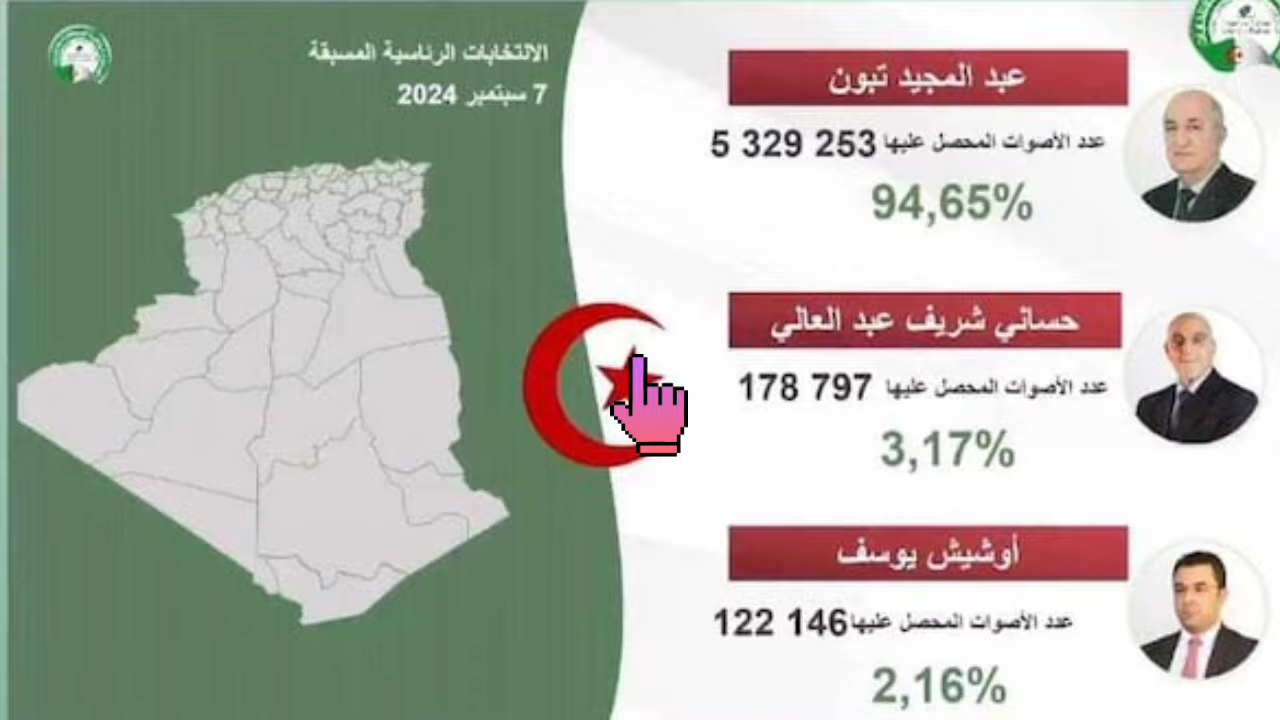 الانتخابات الرئاسية المسبقة
7 سبتمبر 2024
عبد المجيد تبون
عدد الأصوات المحصل عليها 253 329 5
94,65%
حساني شريف عبد العالي
عدد الأصوات المحصل عليها 797 178
3,17%
أوشيش يوسف
عدد الأصوات المحصل عليها 146 122
2,16%